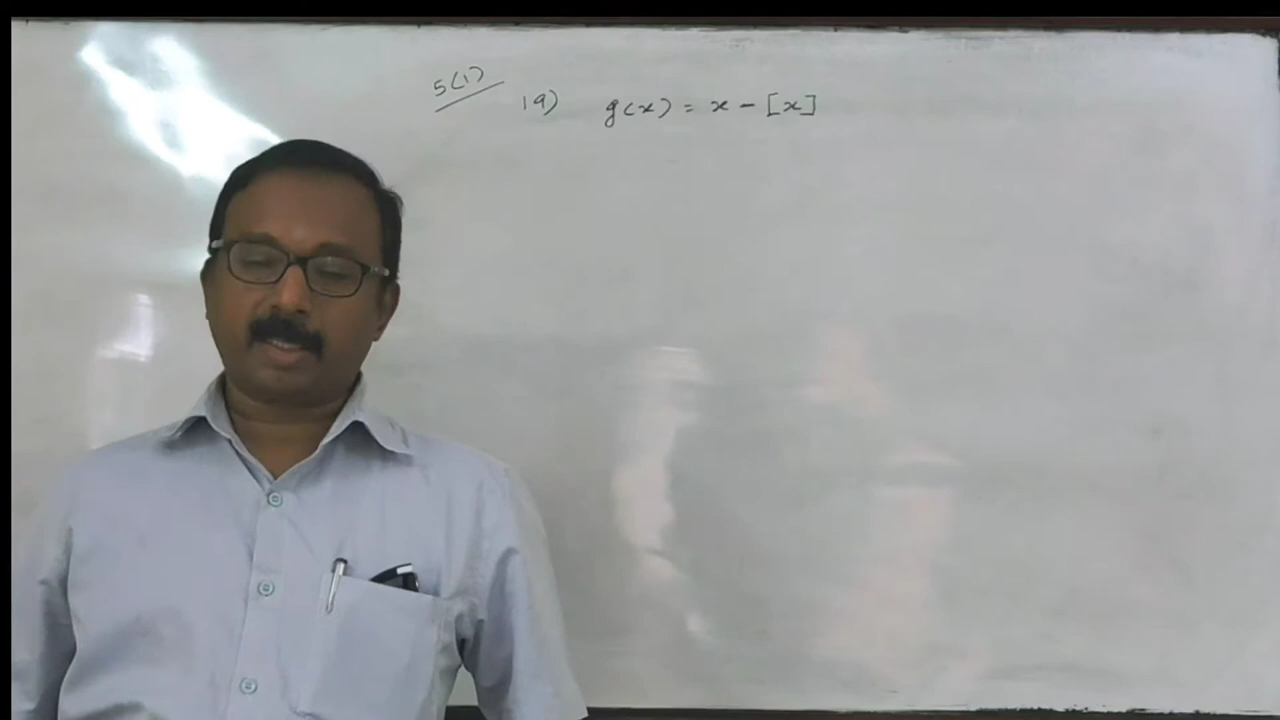 5(1)
19) g(x) = x - [x]